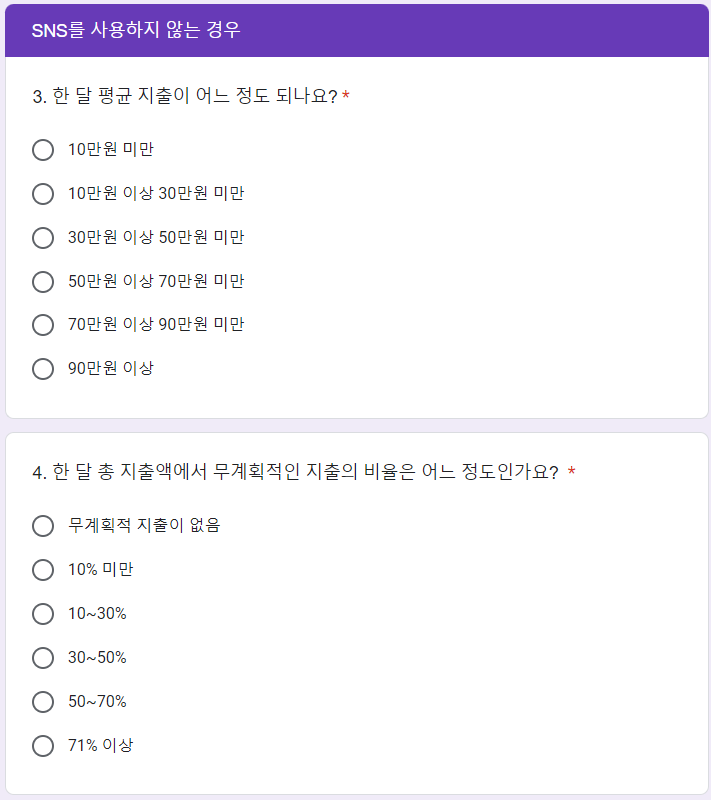 SNS를 사용하지 않는 경우
3. 한 달 평균 지출이 어느 정도 되나요? *
10만원 미만
10만원 이상 30만원 미만
30만원 이상 50만원 미만
50만원 이상 70만원 미만
70만원 이상 90만원 미만
90만원 이상
4. 한 달 총 지출액에서 무계획적인 지출의 비율은 어느 정도인가요? *
무계획적 지출이 없음
10% 미만
10~30%
30~50%
50~70%
71% 이상